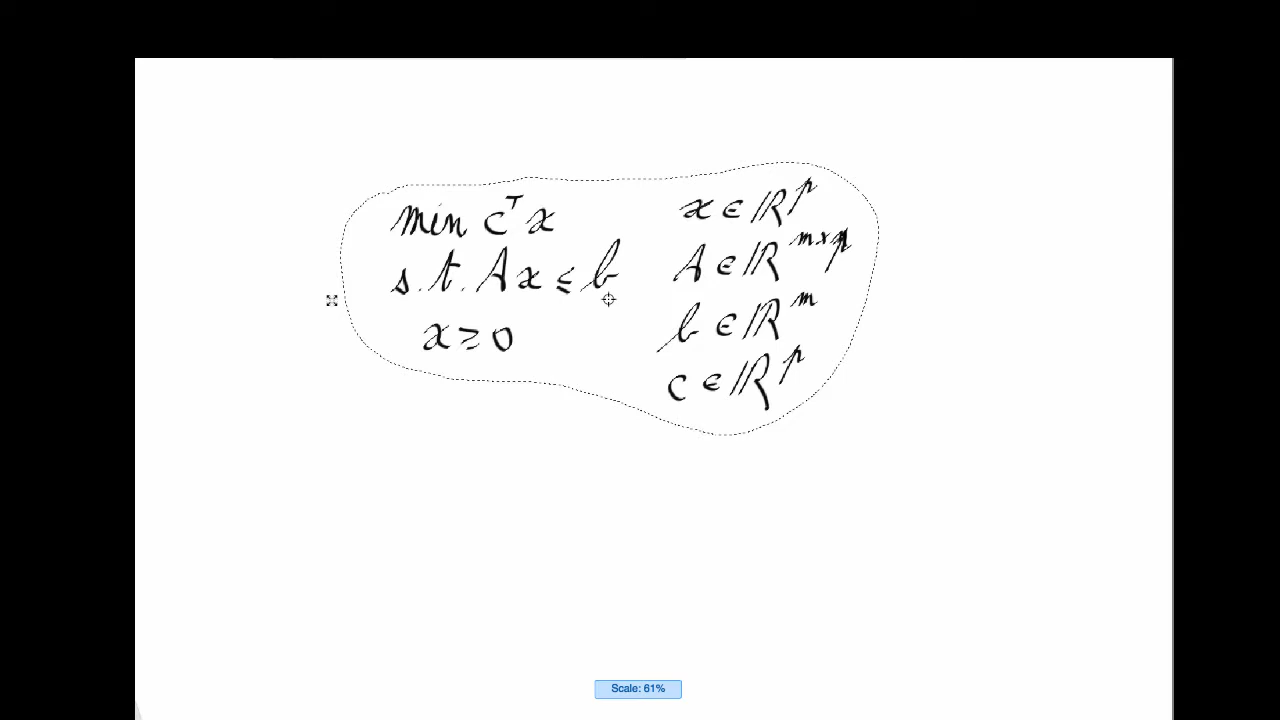 min cᵀx
s.t. Ax ≤ b
x ≥ 0
x ∈ ℝᵖ
A ∈ ℝᵐˣᵖ
b ∈ ℝᵐ
c ∈ ℝᵖ
Scale: 61%